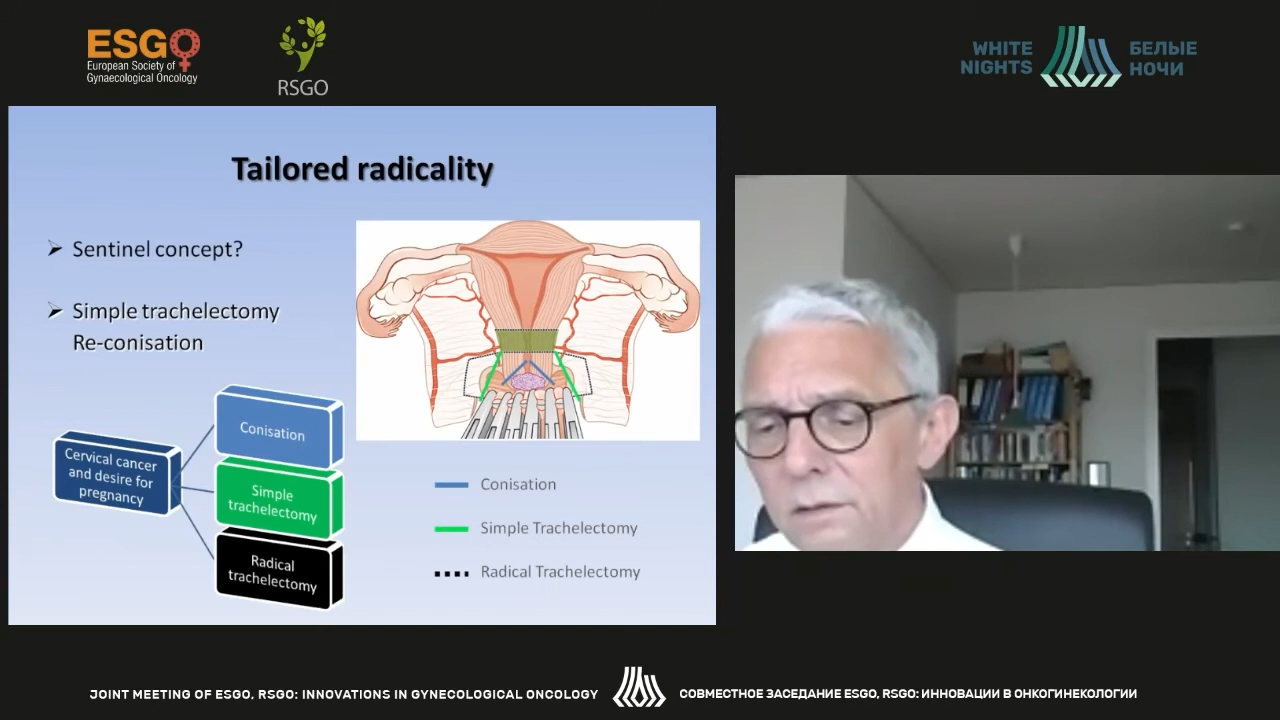 ESGO
European Society of
Gynaecological Oncology
RSGO
WHITE
NIGHTS
БЕЛЫЕ
НОЧИ
Tailored radicality
Sentinel concept?
Simple trachelectomy
Re-conisation
Cervical cancer
and desire for
pregnancy
Conisation
Simple
trachelectomy
Radical
trachelectomy
Conisation
Simple Trachelectomy
Radical Trachelectomy
JOINT MEETING OF ESGO, RSGO: INNOVATIONS IN GYNECOLOGICAL ONCOLOGY
СОВМЕСТНОЕ ЗАСЕДАНИЕ ESGO, RSGO: ИННОВАЦИИ В ОНКОГИНЕКОЛОГИИ